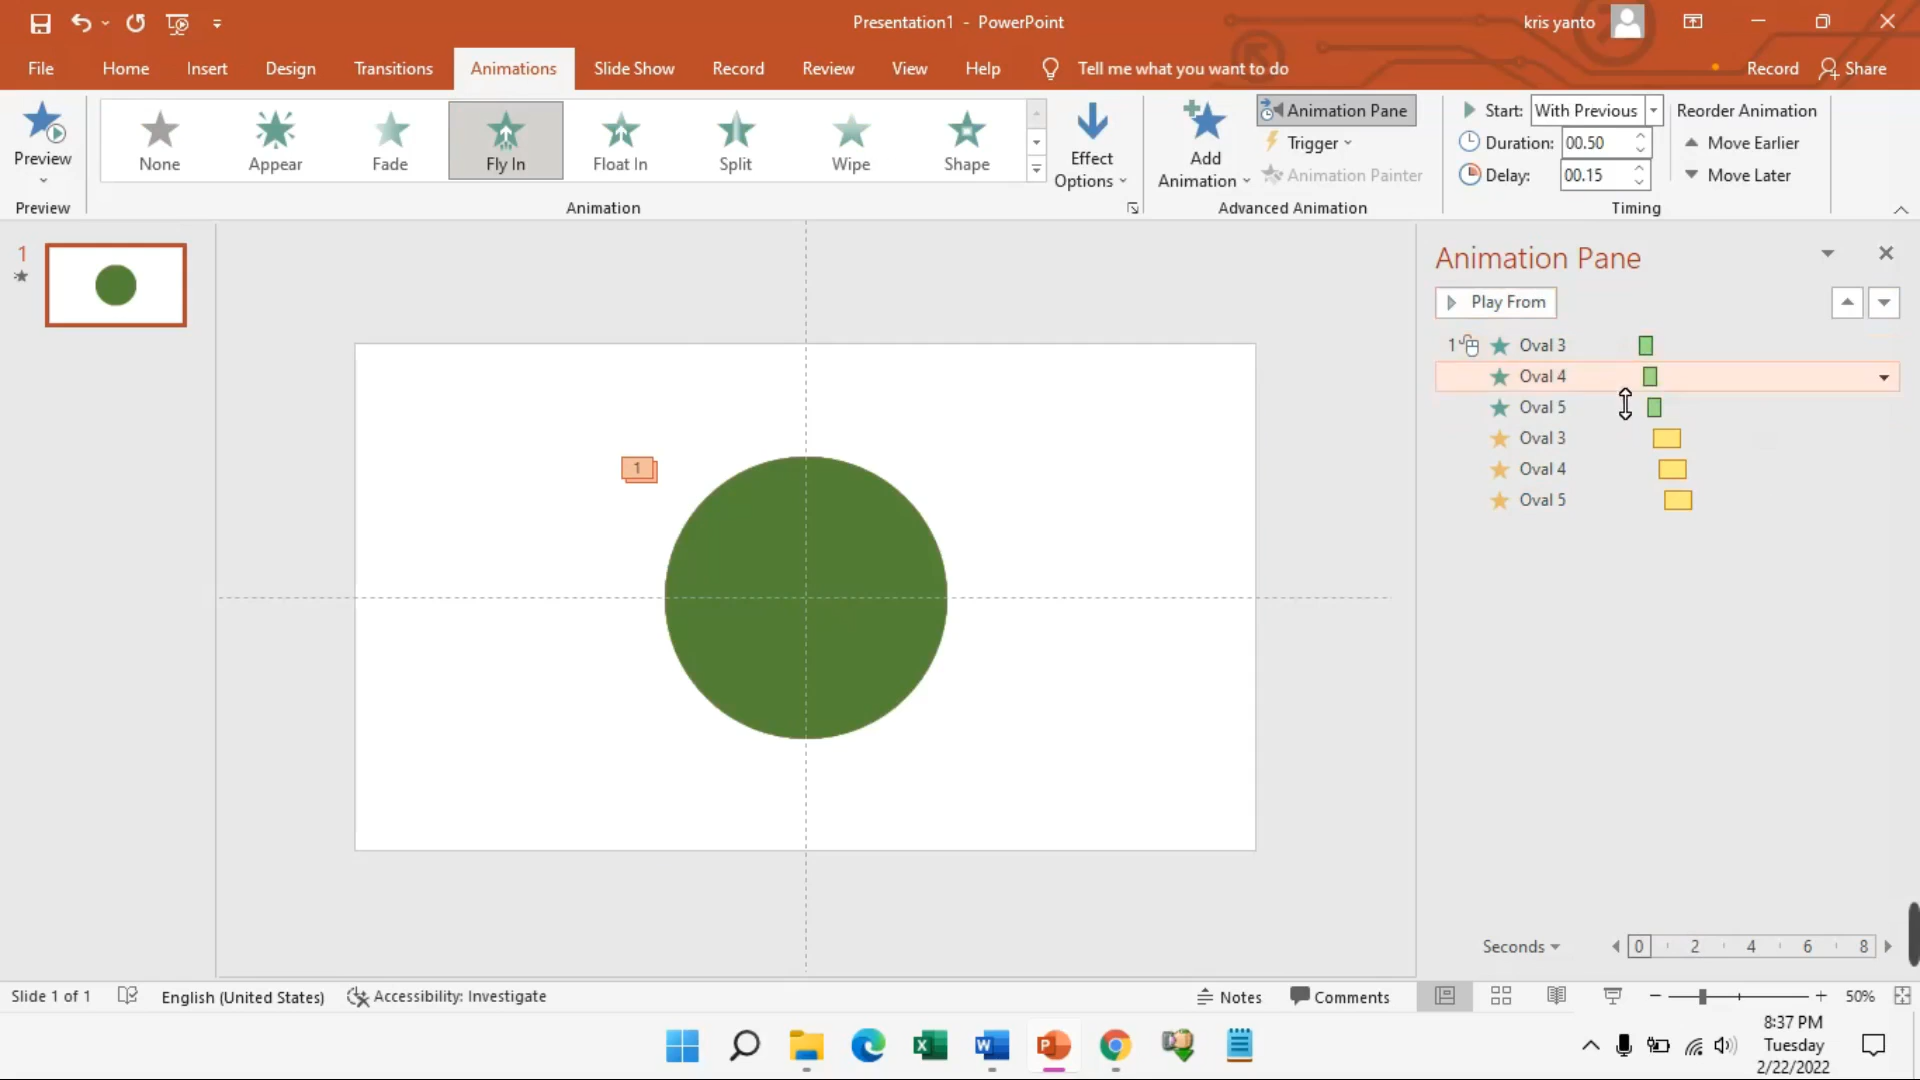 Presentation1 - PowerPoint
kris yanto
File
Home
Insert
Design
Transitions
Animations
Slide Show
Record
Review
View
Help
Tell me what you want to do
Record
Share
Preview
Preview
None
Appear
Fade
Fly In
Float In
Split
Wipe
Shape
Animation
Effect
Options
Add
Animation
Animation Pane
Trigger
Animation Painter
Advanced Animation
Start: With Previous
Duration: 00.50
Delay: 00.15
Timing
Reorder Animation
Move Earlier
Move Later
1
1
Animation Pane
Play From
1 Oval 3
Oval 4
Oval 5
Oval 3
Oval 4
Oval 5
Seconds 0 2 4 6 8
Slide 1 of 1
English (United States)
Accessibility: Investigate
Notes
Comments
50%
8:37 PM
Tuesday
2/22/2022